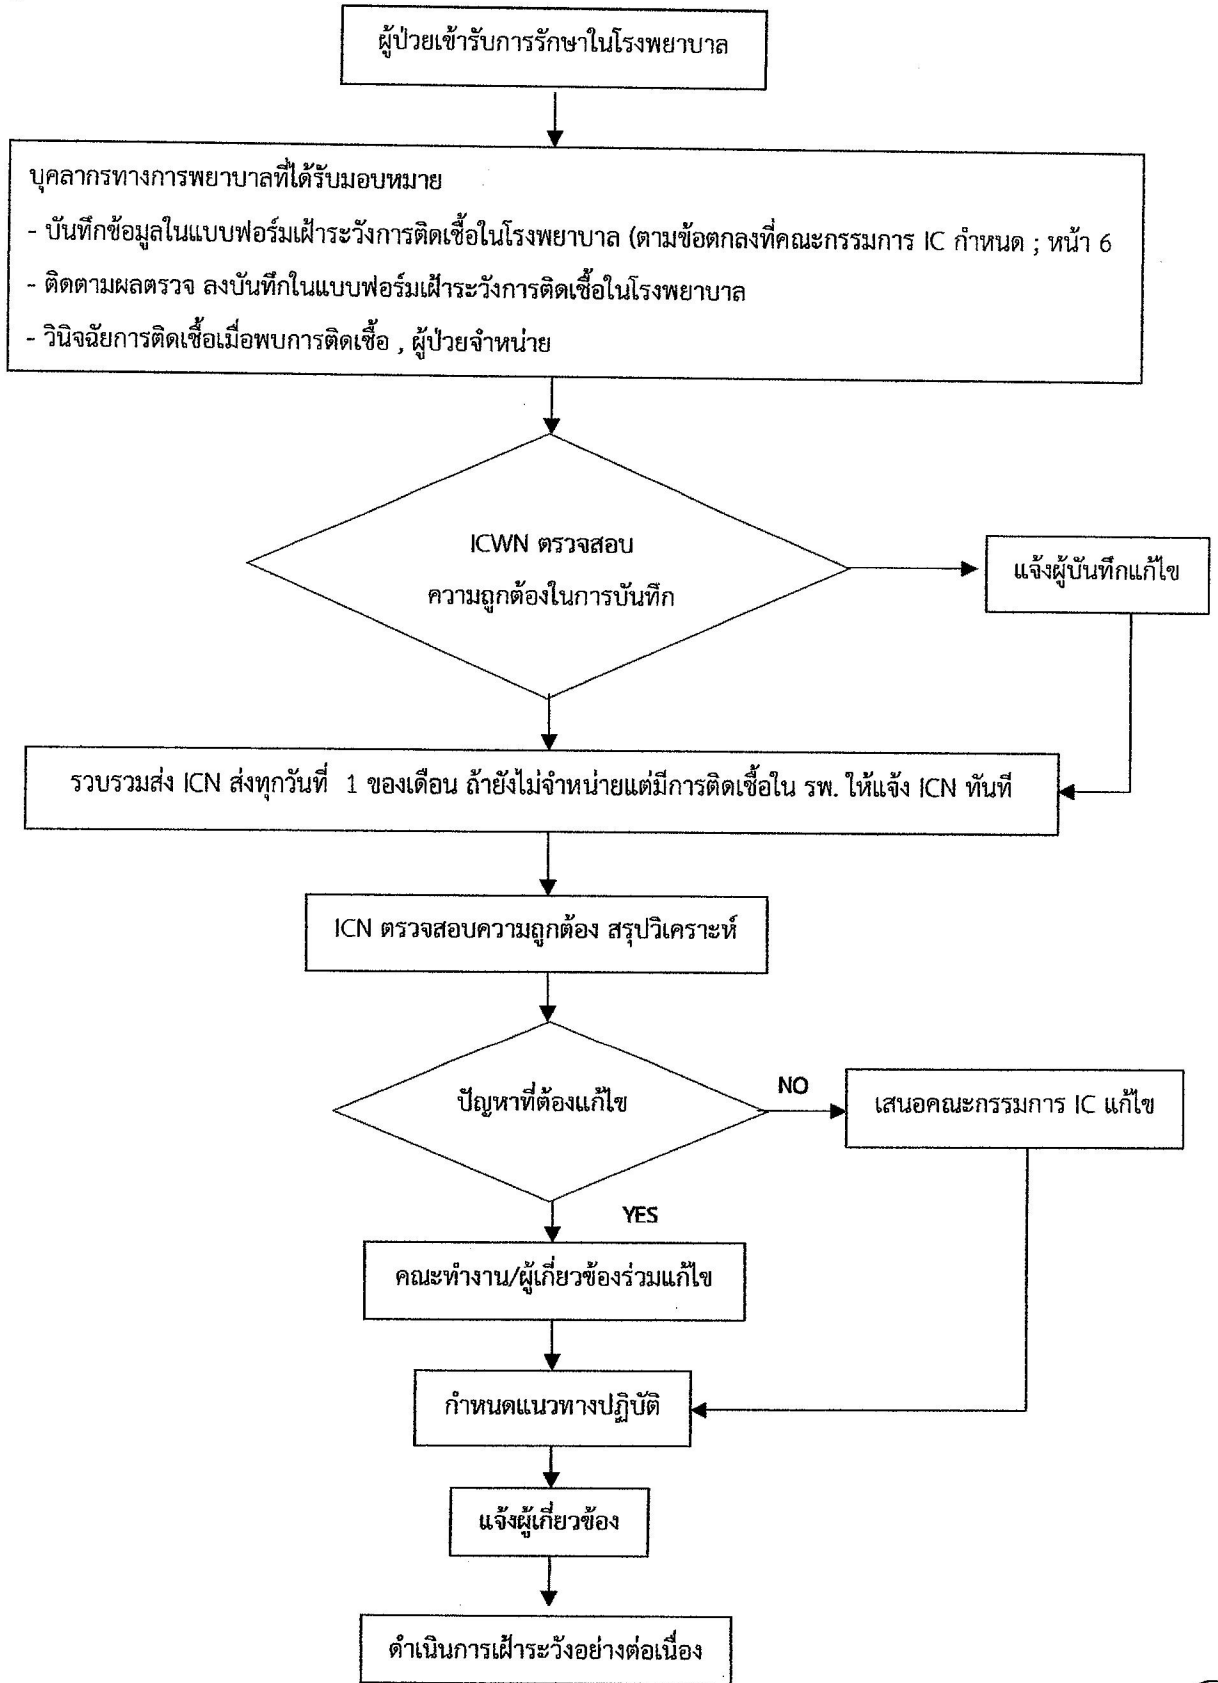 ผู้ป่วยเข้ารับการรักษาในโรงพยาบาล
บุคลากรทางการพยาบาลที่ได้รับมอบหมาย
- บันทึกข้อมูลในแบบฟอร์มเฝ้าระวังการติดเชื้อในโรงพยาบาล (ตามข้อตกลงที่คณะกรรมการ IC กำหนด ; หน้า 6
- ติดตามผลตรวจ ลงบันทึกในแบบฟอร์มเฝ้าระวังการติดเชื้อในโรงพยาบาล
- วินิจฉัยการติดเชื้อเมื่อพบการติดเชื้อ , ผู้ป่วยจำหน่าย
ICWN ตรวจสอบ
ความถูกต้องในการบันทึก
แจ้งผู้บันทึกแก้ไข
รวบรวมส่ง ICN ส่งทุกวันที่ 1 ของเดือน ถ้ายังไม่จำหน่ายแต่มีการติดเชื้อใน รพ. ให้แจ้ง ICN ทันที
ICN ตรวจสอบความถูกต้อง สรุปวิเคราะห์
ปัญหาที่ต้องแก้ไข
NO
เสนอคณะกรรมการ IC แก้ไข
YES
คณะทำงาน/ผู้เกี่ยวข้องร่วมแก้ไข
กำหนดแนวทางปฏิบัติ
แจ้งผู้เกี่ยวข้อง
ดำเนินการเฝ้าระวังอย่างต่อเนื่อง